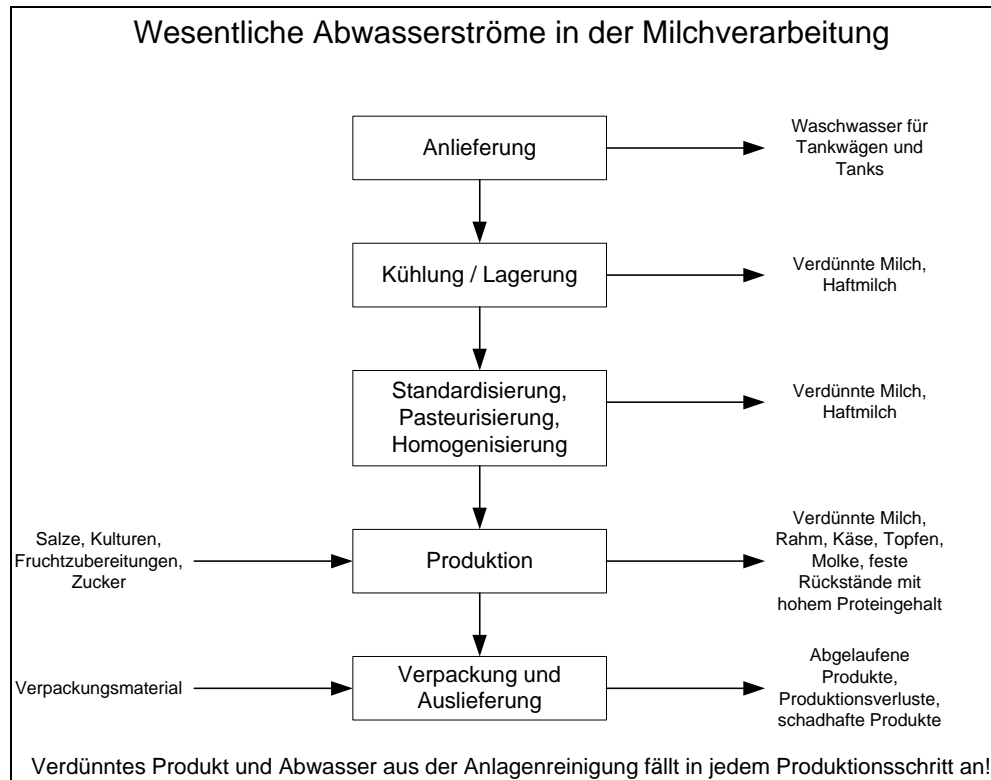 Wesentliche Abwasserströme in der Milchverarbeitung
Anlieferung
Waschwasser für
Tankwägen und
Tanks
Kühlung / Lagerung
Verdünnte Milch,
Haftmilch
Standardisierung,
Pasteurisierung,
Homogenisierung
Verdünnte Milch,
Haftmilch
Salze, Kulturen,
Fruchtzubereitungen,
Zucker
Produktion
Verdünnte Milch,
Rahm, Käse, Topfen,
Molke, feste
Rückstände mit
hohem Proteingehalt
Verpackungsmaterial
Verpackung und
Auslieferung
Abgelaufene
Produkte,
Produktionsverluste,
schadhafte Produkte
Verdünntes Produkt und Abwasser aus der Anlagenreinigung fällt in jedem Produktionsschritt an!